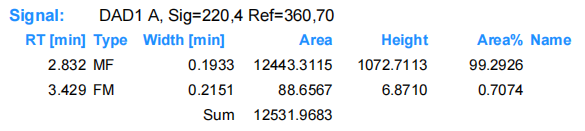 Signal: DAD1 A, Sig=220,4 Ref=360,70
RT [min] Type Width [min] Area Height Area% Name
2.832 MF 0.1933 12443.3115 1072.7113 99.2926
3.429 FM 0.2151 88.6567 6.8710 0.7074
Sum 12531.9683